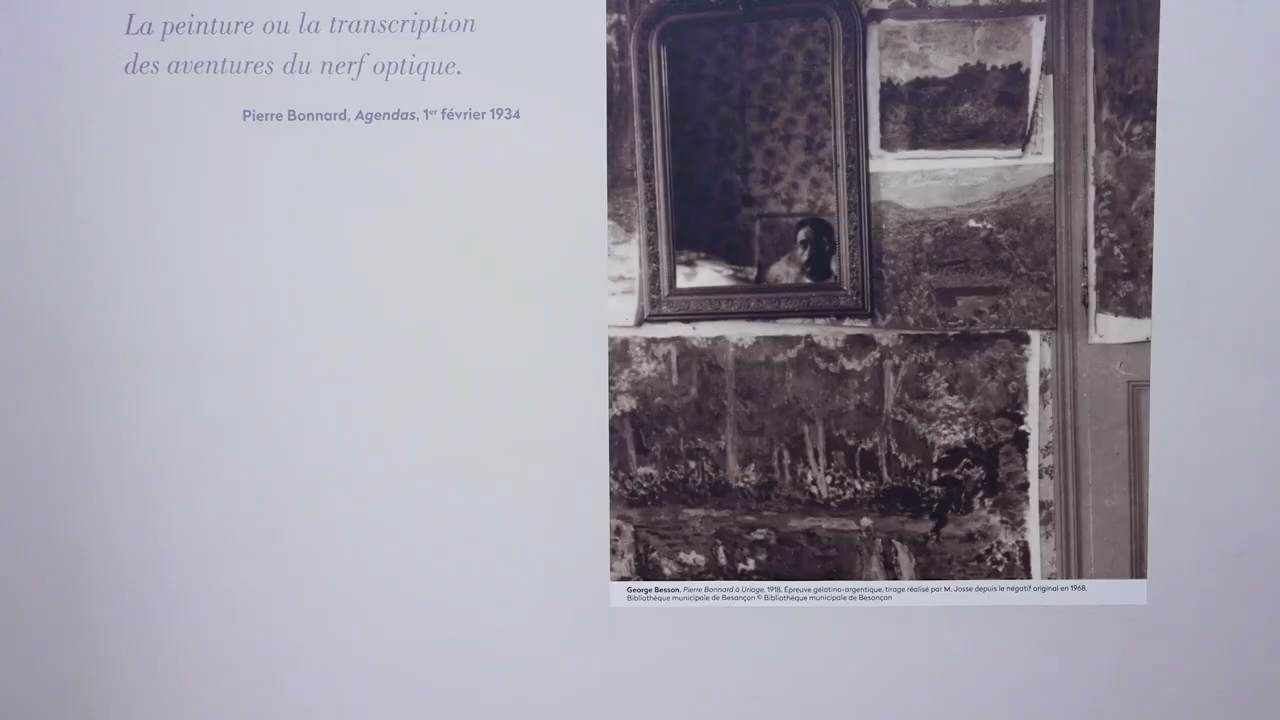 La peinture ou la transcription
des aventures du nerf optique.
Pierre Bonnard, Agendas, 1er février 1934
George Besson, Pierre Bonnard à Uriage, 1918. Épreuve gélatino-argentique, tirage réalisé par M. Josse depuis le négatif original en 1968.
Bibliothèque municipale de Besançon © Bibliothèque municipale de Besançon